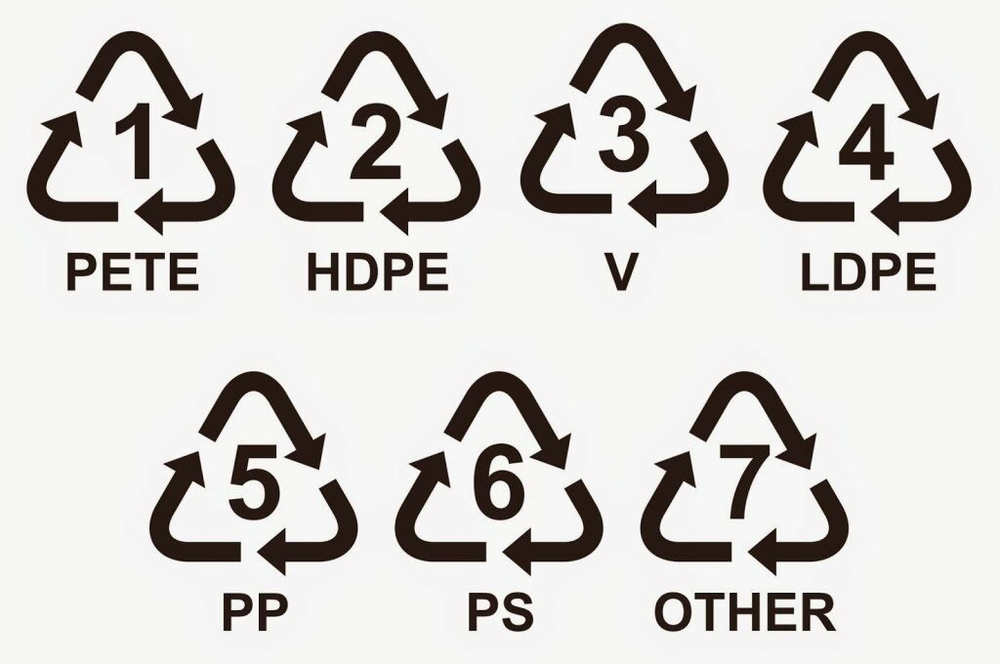 1 2 3 4
PETE HDPE V LDPE
5 6 7
PP PS OTHER